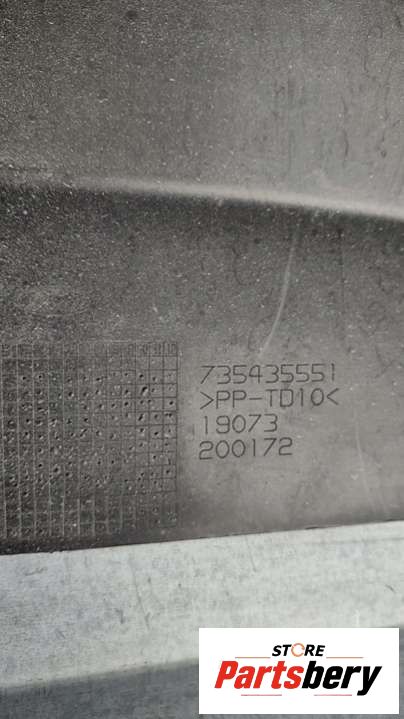 735435551
>PP-TD10<
19073
200172
STORE
Partsbery